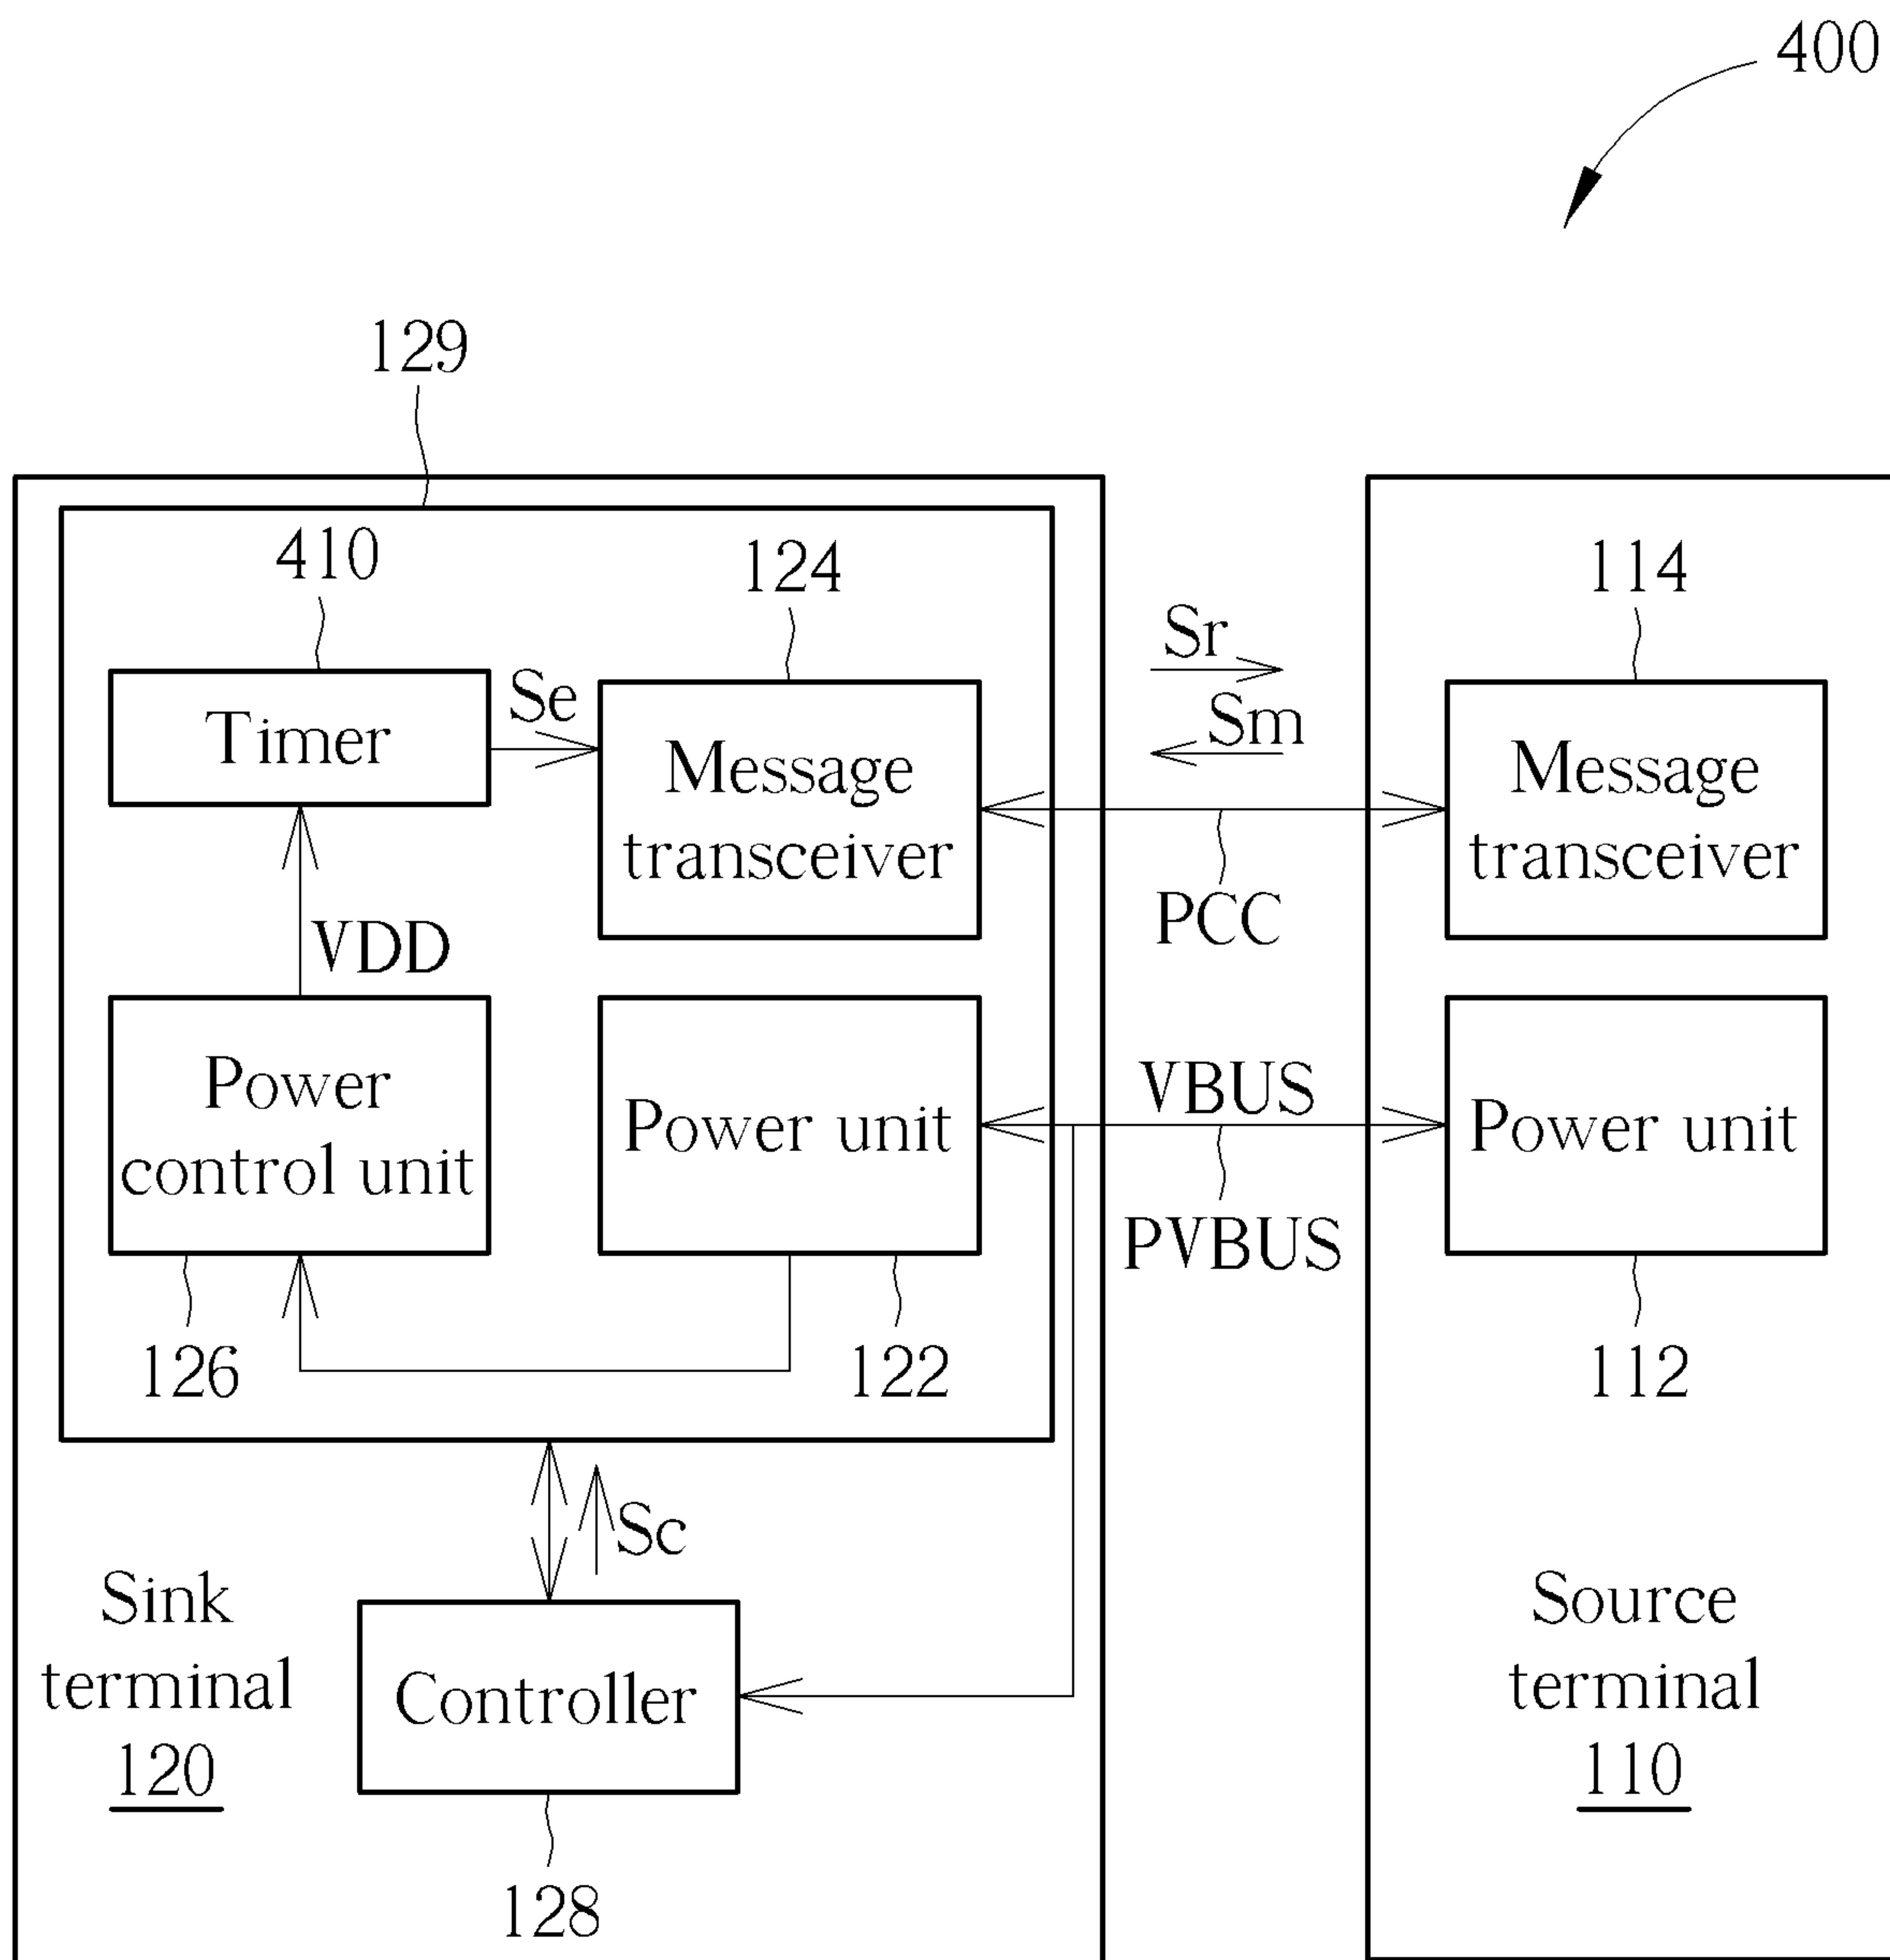 400
129
410
124
114
Timer
Se
Message
transceiver
Sr
Sm
PCC
Message
transceiver
VDD
Power
control unit
Power unit
VBUS
PVBUS
Power unit
126
122
112
Sc
Sink
terminal
120
Controller
128
Source
terminal
110